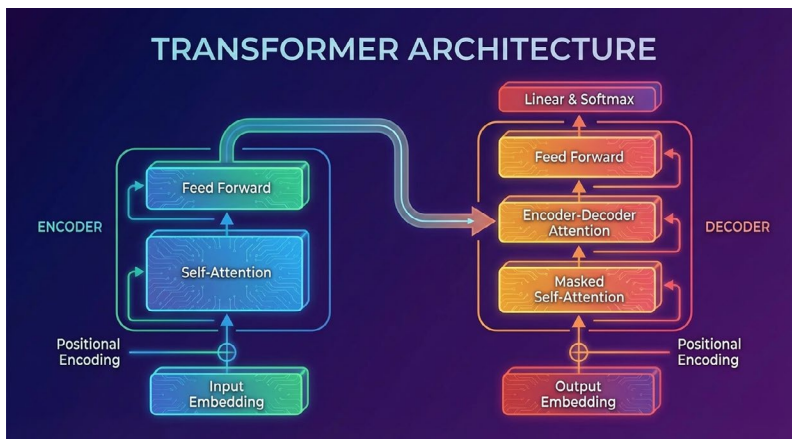 TRANSFORMER ARCHITECTURE
Linear & Softmax
Feed Forward
Encoder-Decoder
Attention
Masked
Self-Attention
DECODER
Positional
Encoding
Output
Embedding
Feed Forward
ENCODER
Self-Attention
Positional
Encoding
Input
Embedding